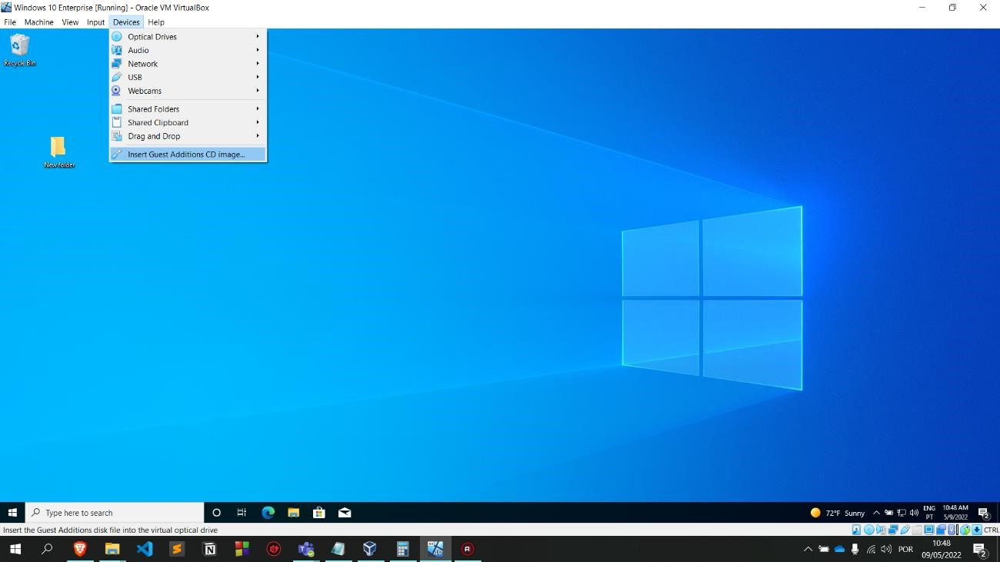 Windows 10 Enterprise [Running] - Oracle VM VirtualBox
File Machine View Input Devices Help
Optical Drives
Audio
Network
USB
Webcams
Shared Folders
Shared Clipboard
Drag and Drop
Insert Guest Additions CD image...
Recycle Bin
New folder
Type here to search
72°F Sunny
ENG
PT
10:48 AM
5/9/2022
2
Insert the Guest Additions disk file into the virtual optical drive
CTRL
POR
10:48
09/05/2022
2